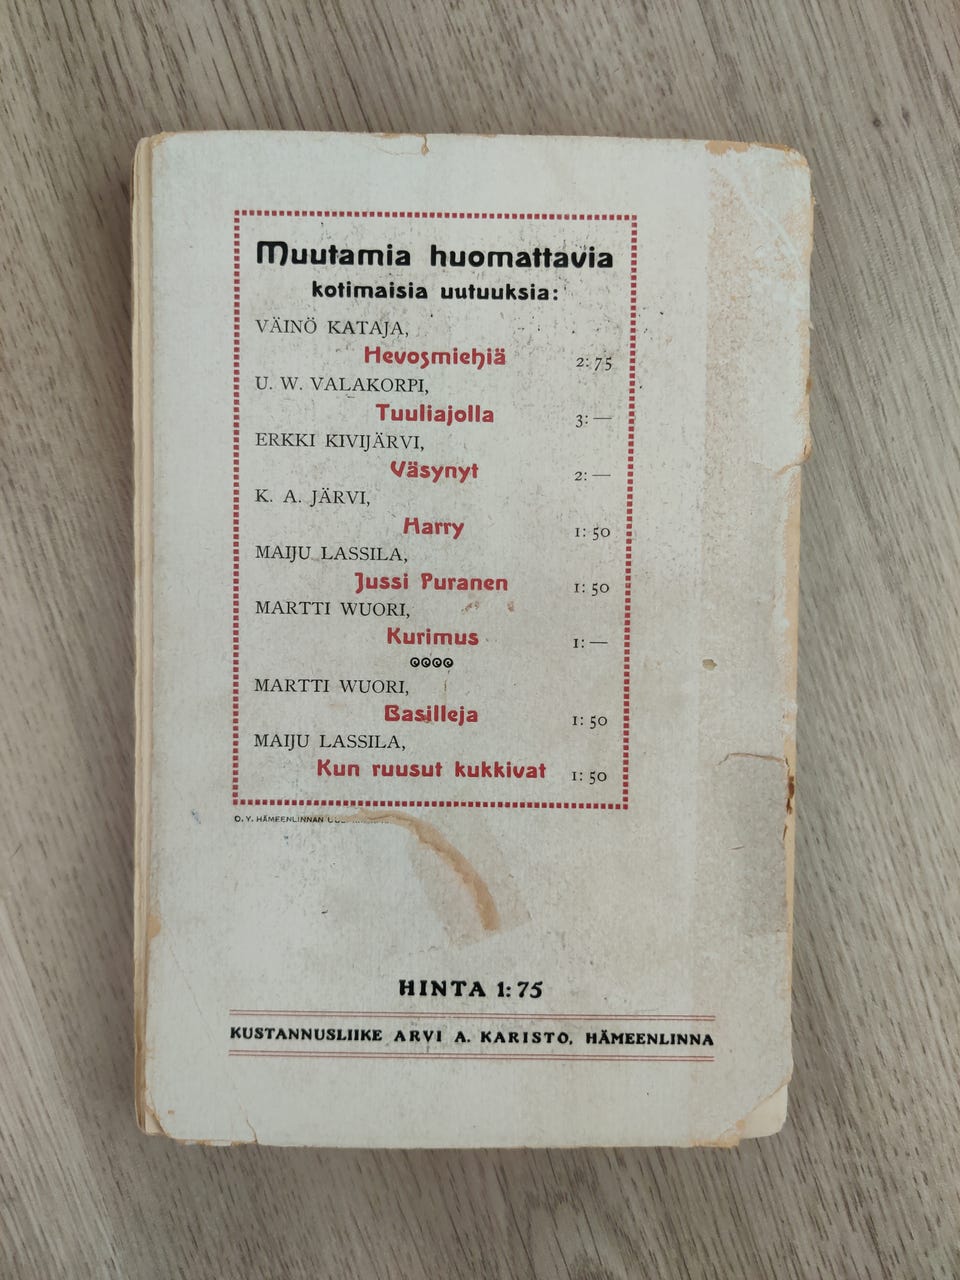 Muutamia huomattavia
kotimaisia uutuuksia:
VÄINÖ KATAJA,
Hevosmiehiä 2: 75
U. W. VALAKORPI,
Tuuliajolla 3: —
ERKKI KIVIJÄRVI,
Väsynyt 2: —
K. A. JÄRVI,
Harry 1: 50
MAIJU LASSILA,
Jussi Puranen 1: 50
MARTTI WUORI,
Kurimus 1: —
MARTTI WUORI,
Basilleja 1: 50
MAIJU LASSILA,
Kun ruusut kukkivat 1: 50
O. Y. HÄMEENLINNAN
HINTA 1: 75
KUSTANNUSLIIKE ARVI A. KARISTO, HÄMEENLINNA